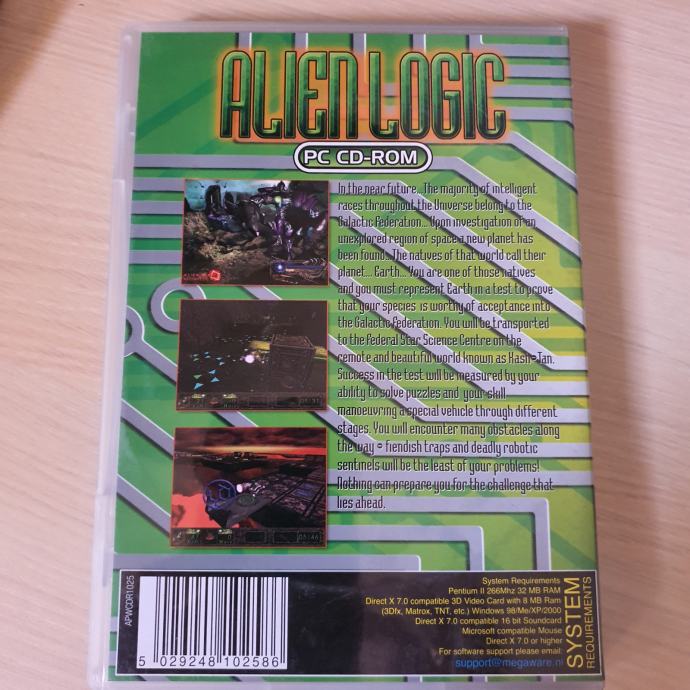 ALIEN LOGIC
PC CD-ROM
In the near future... The majority of intelligent
races throughout the Universe belong to the
Galactic Federation... Upon investigation of an
unexplored region of space a new planet has
been found. The natives of that world call their
planet... Earth... You are one of those natives
and you must represent Earth in a test to prove
that your species is worthy of acceptance into
the Galactic Federation. You will be transported
to the Federal Star Science Centre on the
remote and beautiful world known as Kash-Tan.
Success in the test will be measured by your
ability to solve puzzles and your skill
manoeuvring a special vehicle through different
stages. You will encounter many obstacles along
the way - fiendish traps and deadly robotic
sentinels will be the least of your problems!
Nothing can prepare you for the challenge that
lies ahead.
05:31
05:46
APWCDR1025
5 029248 102586
System Requirements
Pentium II 266Mhz 32 MB RAM
Direct X 7.0 compatible 3D Video Card with 8 MB Ram
(3Dfx, Matrox, TNT, etc.) Windows 98/Me/XP/2000
Direct X 7.0 compatible 16 bit Soundcard
Microsoft compatible Mouse
Direct X 7.0 or higher
For software support please email:
support@megaware.nl
SYSTEM
REQUIREMENTS